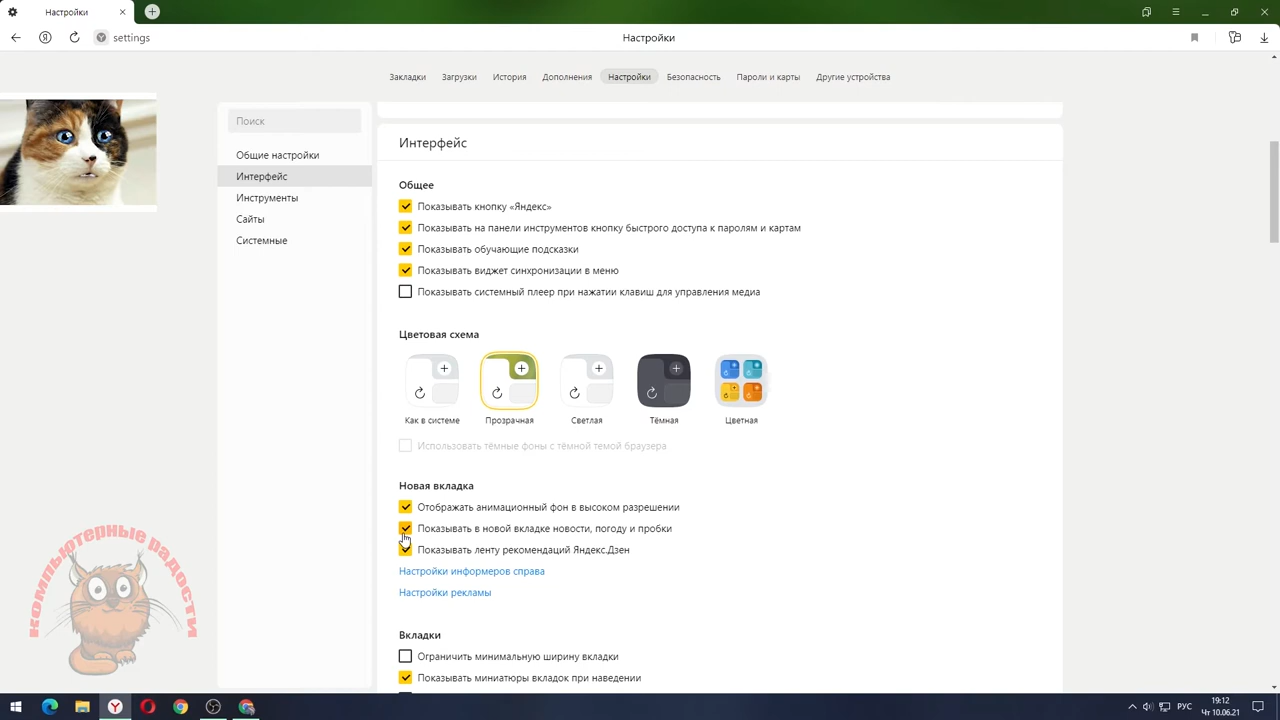 Настройки
settings
Настройки
Закладки
Загрузки
История
Дополнения
Настройки
Безопасность
Пароли и карты
Другие устройства
Поиск
Общие настройки
Интерфейс
Инструменты
Сайты
Системные
Интерфейс
Общее
Показывать кнопку «Яндекс»
Показывать на панели инструментов кнопку быстрого доступа к паролям и картам
Показывать обучающие подсказки
Показывать виджет синхронизации в меню
Показывать системный плеер при нажатии клавиш для управления медиа
Цветовая схема
Как в системе
Прозрачная
Светлая
Тёмная
Цветная
Использовать тёмные фоны с тёмной темой браузера
Новая вкладка
Отображать анимационный фон в высоком разрешении
Показывать в новой вкладке новости, погоду и пробки
Показывать ленту рекомендаций Яндекс.Дзен
Настройки информеров справа
Настройки рекламы
Вкладки
Ограничить минимальную ширину вкладки
Показывать миниатюры вкладок при наведении
компьютерные радости
РУС
19:12
Чт 10.06.21